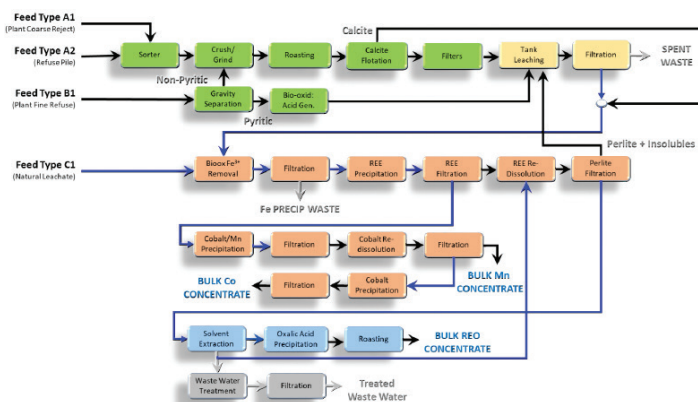 Feed Type A1
(Plant Coarse Reject)
Calcite
Feed Type A2
(Refuse Pile)
Sorter
Crush/
Grind
Roasting
Calcite
Flotation
Filters
Tank
Leaching
Filtration
SPENT
WASTE
Non-Pyritic
Feed Type B1
(Plant Fine Refuse)
Gravity
Separation
Bio-oxid:
Acid Gen.
Pyritic
Perlite + Insolubles
Feed Type C1
(Natural Leachate)
Bioox Fe³⁺
Removal
Filtration
REE
Precipitation
REE
Filtration
REE Re-
Dissolution
Perlite
Filtration
Fe PRECIP WASTE
Cobalt/Mn
Precipitation
Filtration
Cobalt Re-
dissolution
Filtration
BULK Co
CONCENTRATE
Filtration
Cobalt
Precipitation
BULK Mn
CONCENTRATE
Solvent
Extraction
Oxalic Acid
Precipitation
Roasting
BULK REO
CONCENTRATE
Waste Water
Treatment
Filtration
Treated
Waste Water